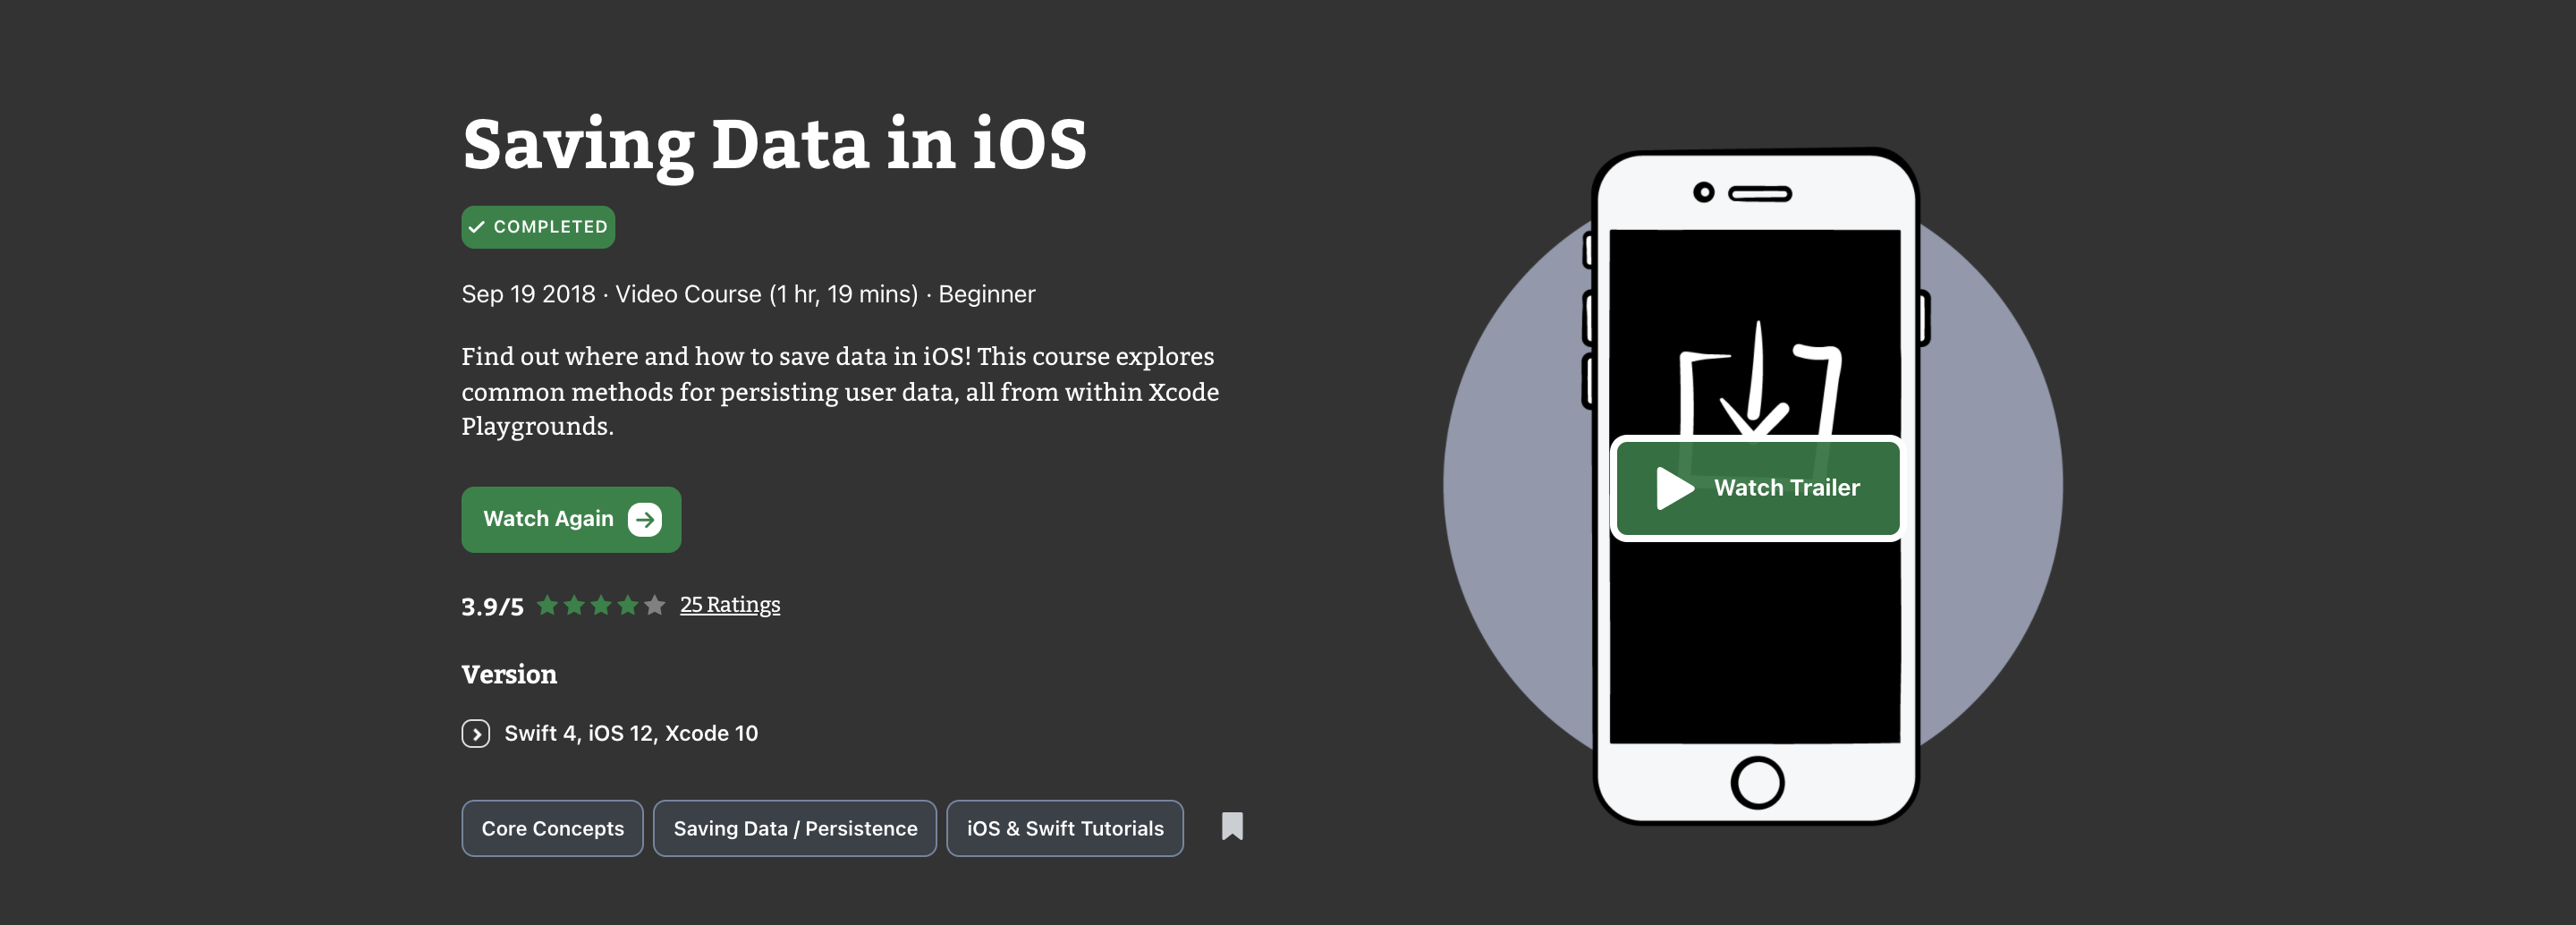 Saving Data in iOS
COMPLETED
Sep 19 2018 · Video Course (1 hr, 19 mins) · Beginner
Find out where and how to save data in iOS! This course explores
common methods for persisting user data, all from within Xcode
Playgrounds.
Watch Again
3.9/5 25 Ratings
Version
Swift 4, iOS 12, Xcode 10
Core Concepts Saving Data / Persistence iOS & Swift Tutorials
Watch Trailer